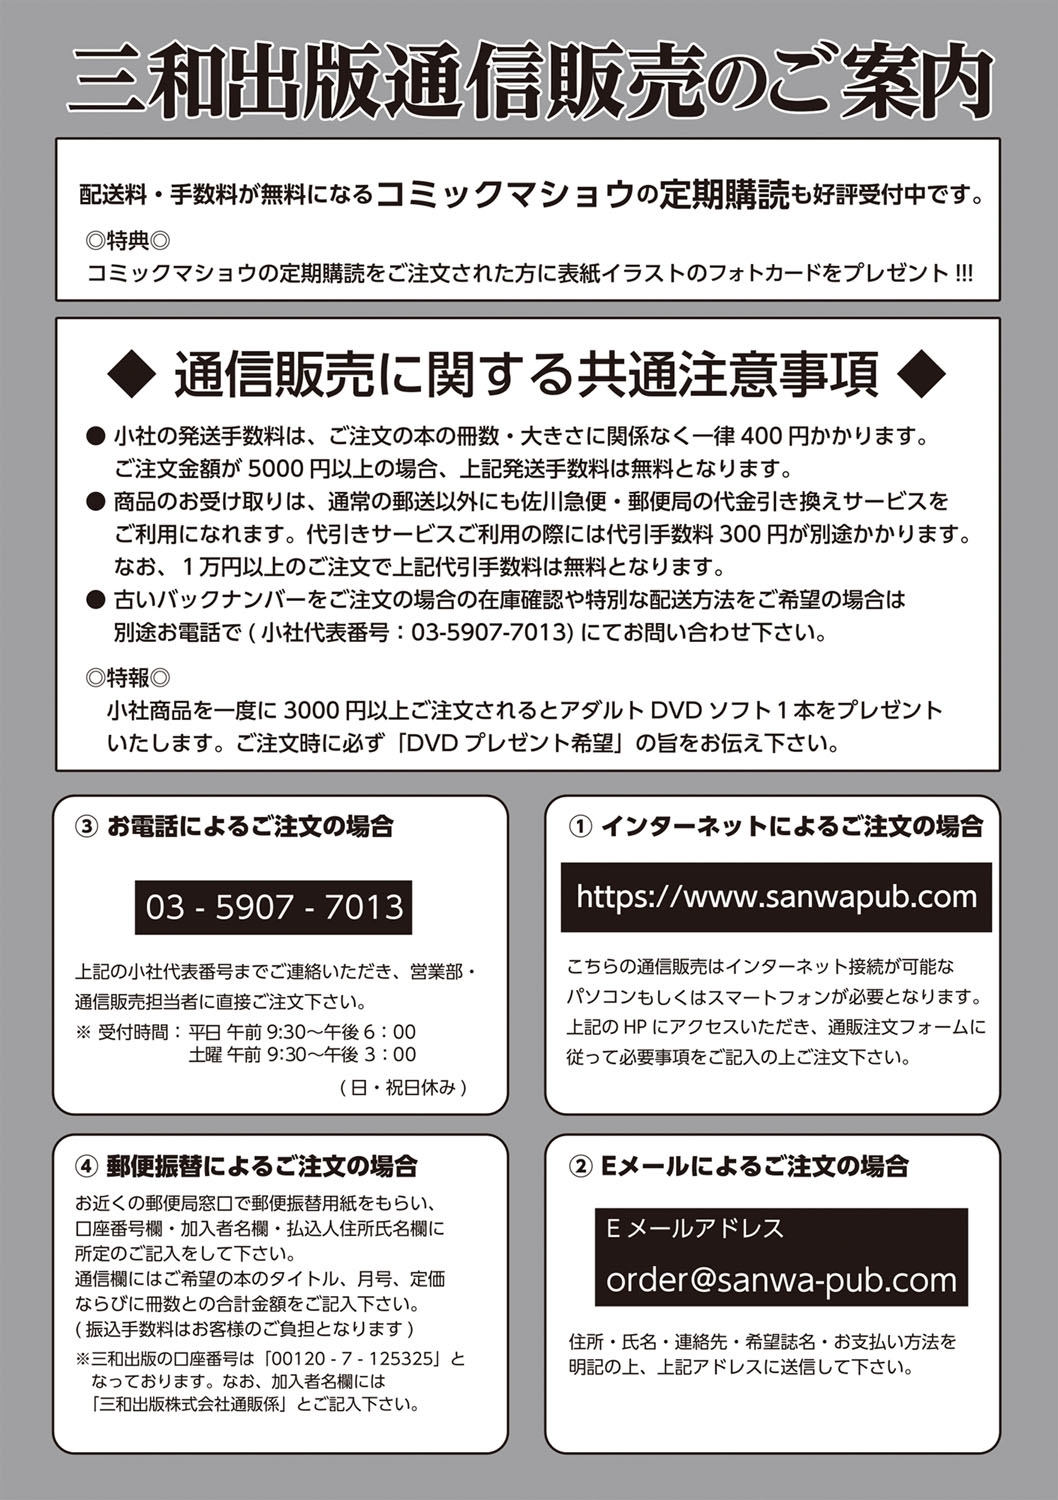 三和出版通信販売のご案内
配送料・手数料が無料になるコミックマショウの定期購読も好評受付中です。
◎特典◎
コミックマショウの定期購読をご注文された方に表紙イラストのフォトカードをプレゼント!!!
◆ 通信販売に関する共通注意事項 ◆
● 小社の発送手数料は、ご注文の本の冊数・大きさに関係なく一律 400 円かかります。
ご注文金額が 5000 円以上の場合、上記発送手数料は無料となります。
● 商品のお受け取りは、通常の郵送以外にも佐川急便・郵便局の代金引き換えサービスを
ご利用になれます。代引きサービスご利用の際には代引手数料 300 円が別途かかります。
なお、１万円以上のご注文で上記代引手数料は無料となります。
● 古いバックナンバーをご注文の場合の在庫確認や特別な配送方法をご希望の場合は
別途お電話で ( 小社代表番号：03-5907-7013) にてお問い合わせ下さい。
◎特報◎
小社商品を一度に 3000 円以上ご注文されるとアダルト DVD ソフト１本をプレゼント
いたします。ご注文時に必ず「DVD プレゼント希望」の旨をお伝え下さい。
① インターネットによるご注文の場合
https://www.sanwapub.com
こちらの通信販売はインターネット接続が可能な
パソコンもしくはスマートフォンが必要となります。
上記の HP にアクセスいただき、通販注文フォームに
従って必要事項をご記入の上ご注文下さい。
② Eメールによるご注文の場合
E メールアドレス
order@sanwa-pub.com
住所・氏名・連絡先・希望誌名・お支払い方法を
明記の上、上記アドレスに送信して下さい。
③ お電話によるご注文の場合
03 - 5907 - 7013
上記の小社代表番号までご連絡いただき、営業部・
通信販売担当者に直接ご注文下さい。
※ 受付時間：平日 午前 9:30〜午後 6：00
土曜 午前 9:30〜午後 3：00
( 日・祝日休み )
④ 郵便振替によるご注文の場合
お近くの郵便局窓口で郵便振替用紙をもらい、
口座番号欄・加入者名欄・払込人住所氏名欄に
所定のご記入をして下さい。
通信欄にはご希望の本のタイトル、月号、定価
ならびに冊数との合計金額をご記入下さい。
( 振込手数料はお客様のご負担となります )
※三和出版の口座番号は「00120 - 7 - 125325」と
なっております。なお、加入者名欄には
「三和出版株式会社通販係」とご記入下さい。